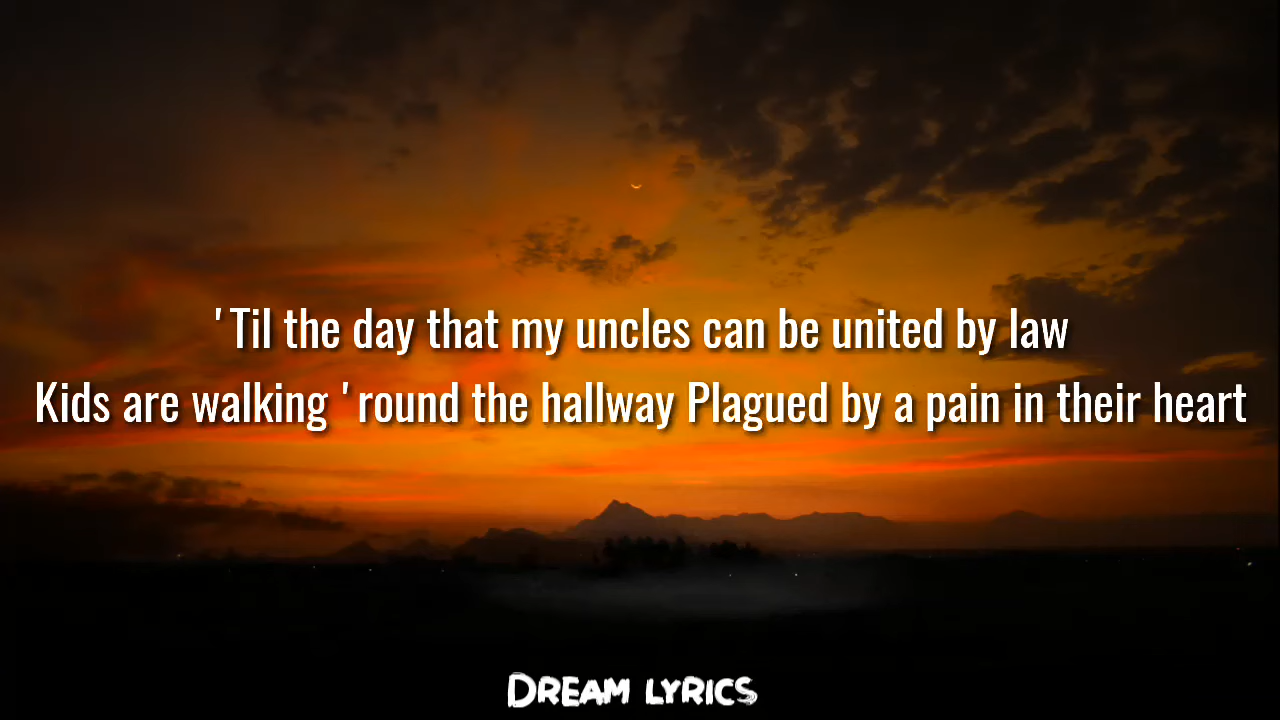 'Til the day that my uncles can be united by law
Kids are walking 'round the hallway Plagued by a pain in their heart
DREAM LYRICS